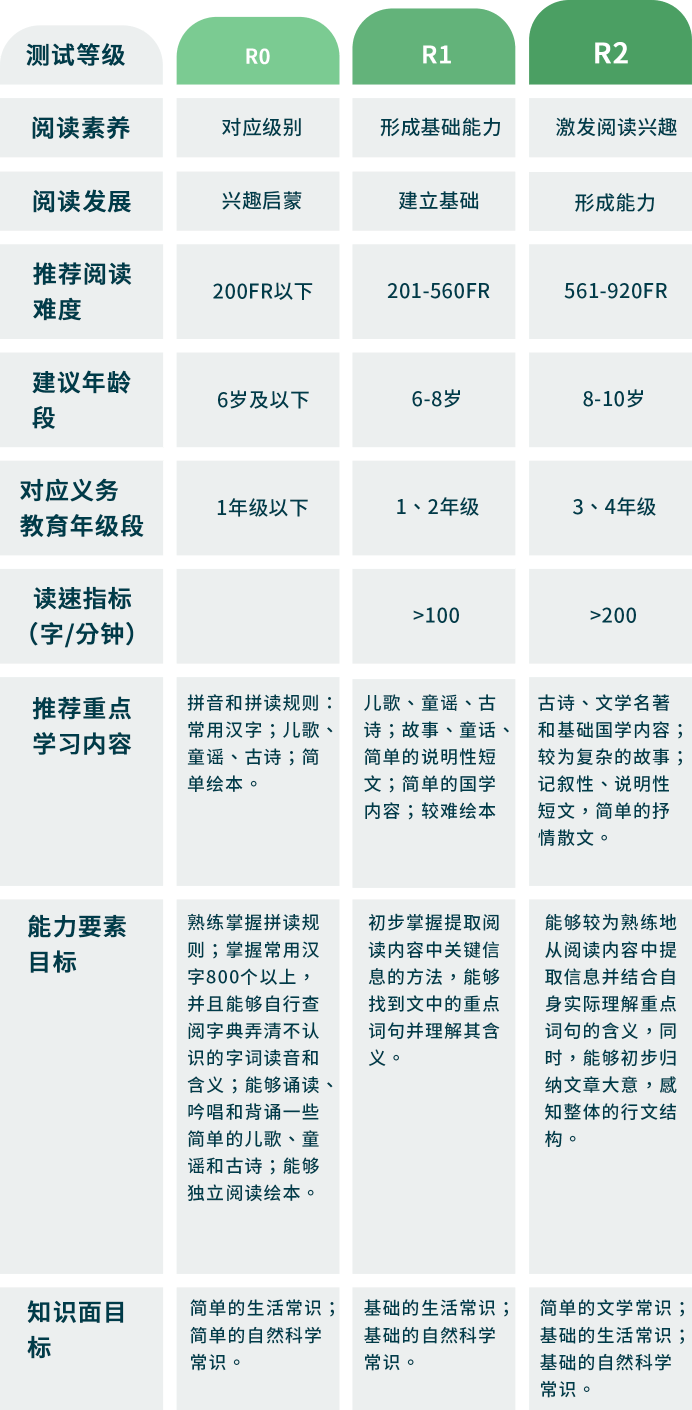 测试等级
R0
R1
R2
阅读素养
对应级别
形成基础能力
激发阅读兴趣
阅读发展
兴趣启蒙
建立基础
形成能力
推荐阅读
难度
200FR以下
201-560FR
561-920FR
建议年龄
段
6岁及以下
6-8岁
8-10岁
对应义务
教育年级段
1年级以下
1、2年级
3、4年级
读速指标
（字/分钟）
>100
>200
推荐重点
学习内容
拼音和拼读规则：
常用汉字；儿歌、
童谣、古诗；简
单绘本。
儿歌、童谣、古
诗；故事、童话、
简单的说明性短
文；简单的国学
内容；较难绘本
古诗、文学名著
和基础国学内容；
较为复杂的故事；
记叙性、说明性
短文，简单的抒
情散文。
能力要素
目标
熟练掌握拼读规
则；掌握常用汉
字800个以上，
并且能够自行查
阅字典弄清不认
识的字词读音和
含义；能够诵读、
吟唱和背诵一些
简单的儿歌、童
谣和古诗；能够
独立阅读绘本。
初步掌握提取阅
读内容中关键信
息的方法，能够
找到文中的重点
词句并理解其含
义。
能够较为熟练地
从阅读内容中提
取信息并结合自
身实际理解重点
词句的含义，同
时，能够初步归
纳文章大意，感
知整体的行文结
构。
知识面目
标
简单的生活常识；
简单的自然科学
常识。
基础的生活常识；
基础的自然科学
常识。
简单的文学常识；
基础的生活常识；
基础的自然科学
常识。